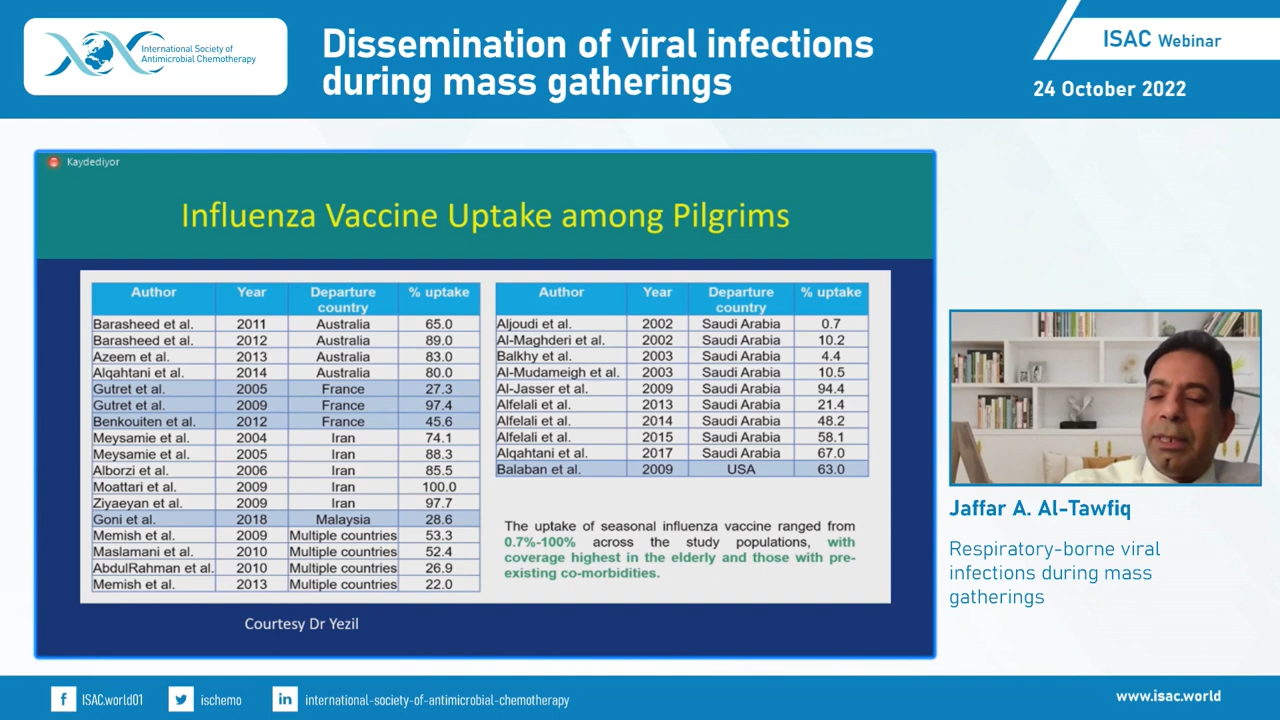 International Society of
Antimicrobial Chemotherapy
Dissemination of viral infections
during mass gatherings
ISAC Webinar
24 October 2022
Kaydediyor
Influenza Vaccine Uptake among Pilgrims
Author Year Departure country % uptake
Barasheed et al. 2011 Australia 65.0
Barasheed et al. 2012 Australia 89.0
Azeem et al. 2013 Australia 83.0
Alqahtani et al. 2014 Australia 80.0
Gutret et al. 2005 France 27.3
Gutret et al. 2009 France 97.4
Benkouiten et al. 2012 France 45.6
Meysamie et al. 2004 Iran 74.1
Meysamie et al. 2005 Iran 88.3
Alborzi et al. 2006 Iran 85.5
Moattari et al. 2009 Iran 100.0
Ziyaeyan et al. 2009 Iran 97.7
Goni et al. 2018 Malaysia 28.6
Memish et al. 2009 Multiple countries 53.3
Maslamani et al. 2010 Multiple countries 52.4
AbdulRahman et al. 2010 Multiple countries 26.9
Memish et al. 2013 Multiple countries 22.0
Author Year Departure country % uptake
Aljoudi et al. 2002 Saudi Arabia 0.7
Al-Maghderi et al. 2002 Saudi Arabia 10.2
Balkhy et al. 2003 Saudi Arabia 4.4
Al-Mudameigh et al. 2003 Saudi Arabia 10.5
Al-Jasser et al. 2009 Saudi Arabia 94.4
Alfelali et al. 2013 Saudi Arabia 21.4
Alfelali et al. 2014 Saudi Arabia 48.2
Alfelali et al. 2015 Saudi Arabia 58.1
Alqahtani et al. 2017 Saudi Arabia 67.0
Balaban et al. 2009 USA 63.0
The uptake of seasonal influenza vaccine ranged from
0.7%-100% across the study populations, with
coverage highest in the elderly and those with pre-
existing co-morbidities.
Courtesy Dr Yezil
Jaffar A. Al-Tawfiq
Respiratory-borne viral
infections during mass
gatherings
ISAC.world01
ischemo
international-society-of-antimicrobial-chemotherapy
www.isac.world